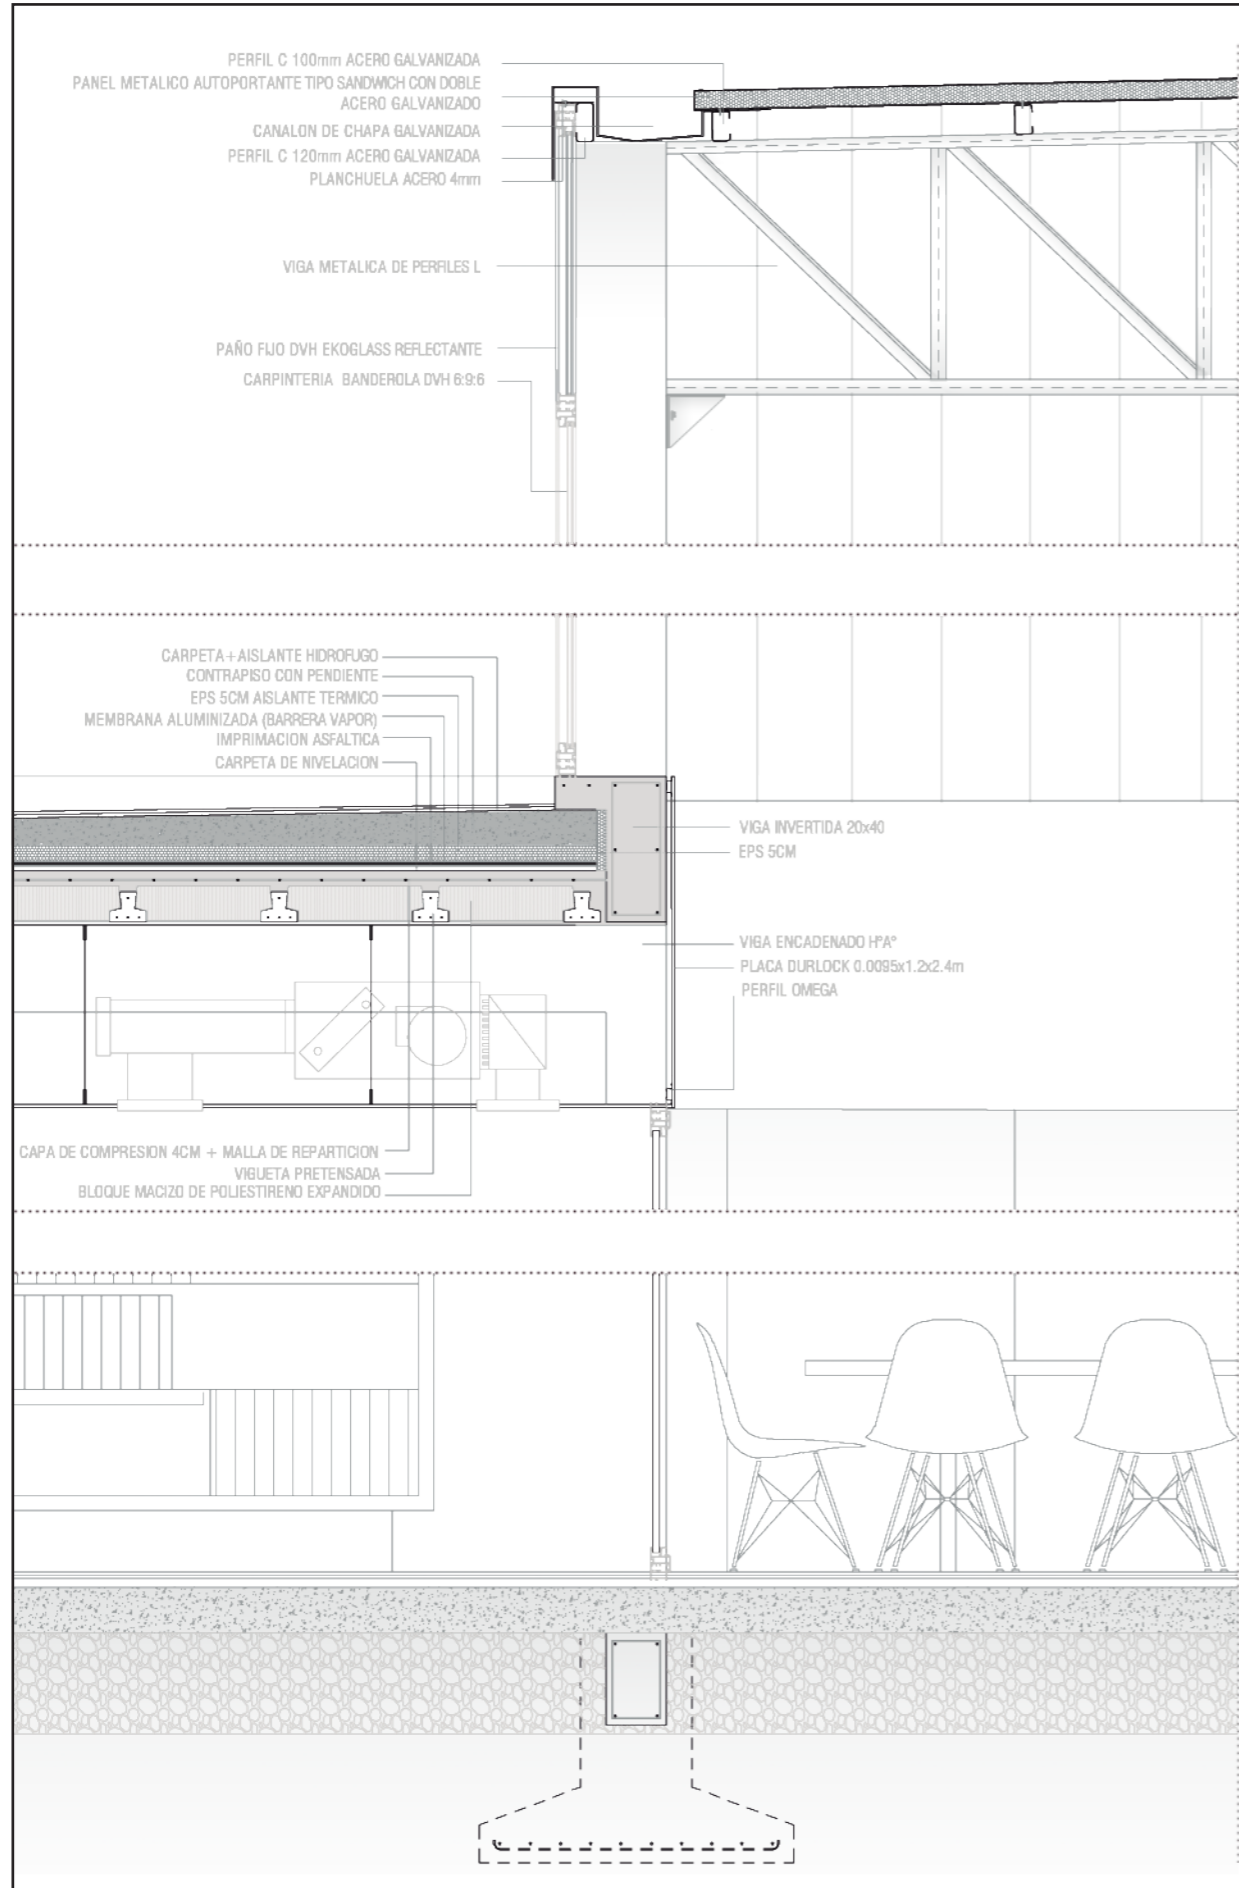 PERFIL C 100mm ACERO GALVANIZADA
PANEL METALICO AUTOPORTANTE TIPO SANDWICH CON DOBLE
ACERO GALVANIZADO
CANALON DE CHAPA GALVANIZADA
PERFIL C 120mm ACERO GALVANIZADA
PLANCHUELA ACERO 4mm
VIGA METALICA DE PERFILES L
PAÑO FIJO DVH EKOGLASS REFLECTANTE
CARPINTERIA BANDEROLA DVH 6:9:6
CARPETA+AISLANTE HIDROFUGO
CONTRAPISO CON PENDIENTE
EPS 5CM AISLANTE TERMICO
MEMBRANA ALUMINIZADA (BARRERA VAPOR)
IMPRIMACION ASFALTICA
CARPETA DE NIVELACION
VIGA INVERTIDA 20x40
EPS 5CM
VIGA ENCADENADO HºAº
PLACA DURLOCK 0.0095x1.2x2.4m
PERFIL OMEGA
CAPA DE COMPRESION 4CM + MALLA DE REPARTICION
VIGUETA PRETENSADA
BLOQUE MACIZO DE POLIESTIRENO EXPANDIDO